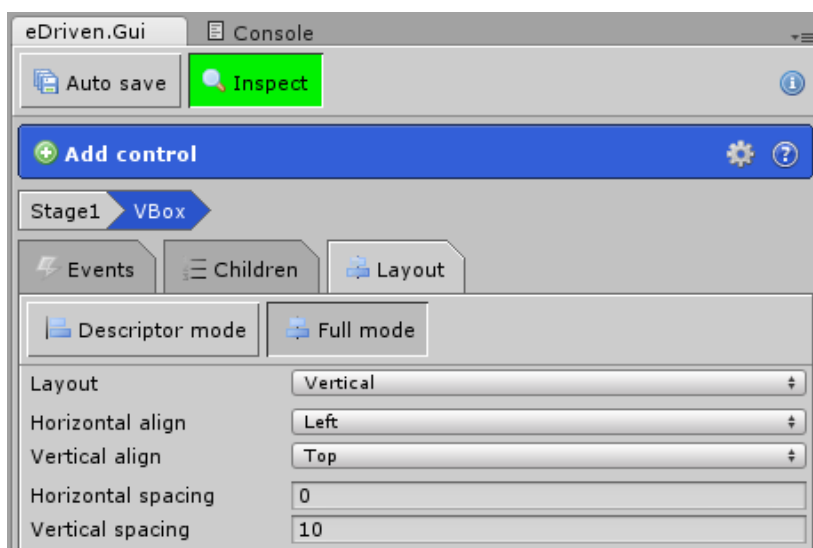 eDriven.Gui Console
Auto save Inspect
Add control
Stage1 VBox
Events Children Layout
Descriptor mode Full mode
Layout Vertical
Horizontal align Left
Vertical align Top
Horizontal spacing 0
Vertical spacing 10